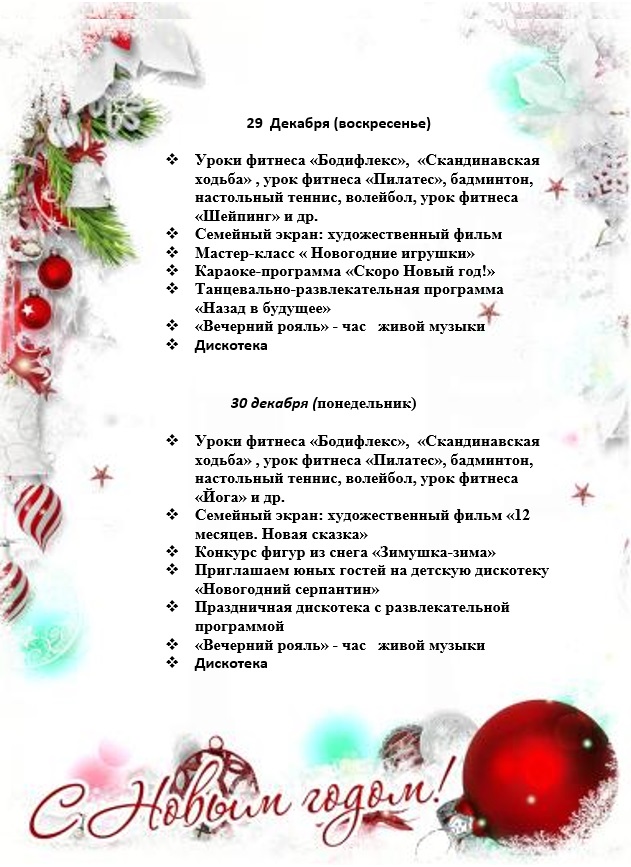 29 Декабря (воскресенье)
❖ Уроки фитнеса «Бодифлекс», «Скандинавская
ходьба» , урок фитнеса «Пилатес», бадминтон,
настольный теннис, волейбол, урок фитнеса
«Шейпинг» и др.
❖ Семейный экран: художественный фильм
❖ Мастер-класс « Новогодние игрушки»
❖ Караоке-программа «Скоро Новый год!»
❖ Танцевально-развлекательная программа
«Назад в будущее»
❖ «Вечерний рояль» - час живой музыки
❖ Дискотека
30 декабря (понедельник)
❖ Уроки фитнеса «Бодифлекс», «Скандинавская
ходьба» , урок фитнеса «Пилатес», бадминтон,
настольный теннис, волейбол, урок фитнеса
«Йога» и др.
❖ Семейный экран: художественный фильм «12
месяцев. Новая сказка»
❖ Конкурс фигур из снега «Зимушка-зима»
❖ Приглашаем юных гостей на детскую дискотеку
«Новогодний серпантин»
❖ Праздничная дискотека с развлекательной
программой
❖ «Вечерний рояль» - час живой музыки
❖ Дискотека
С Новым годом!